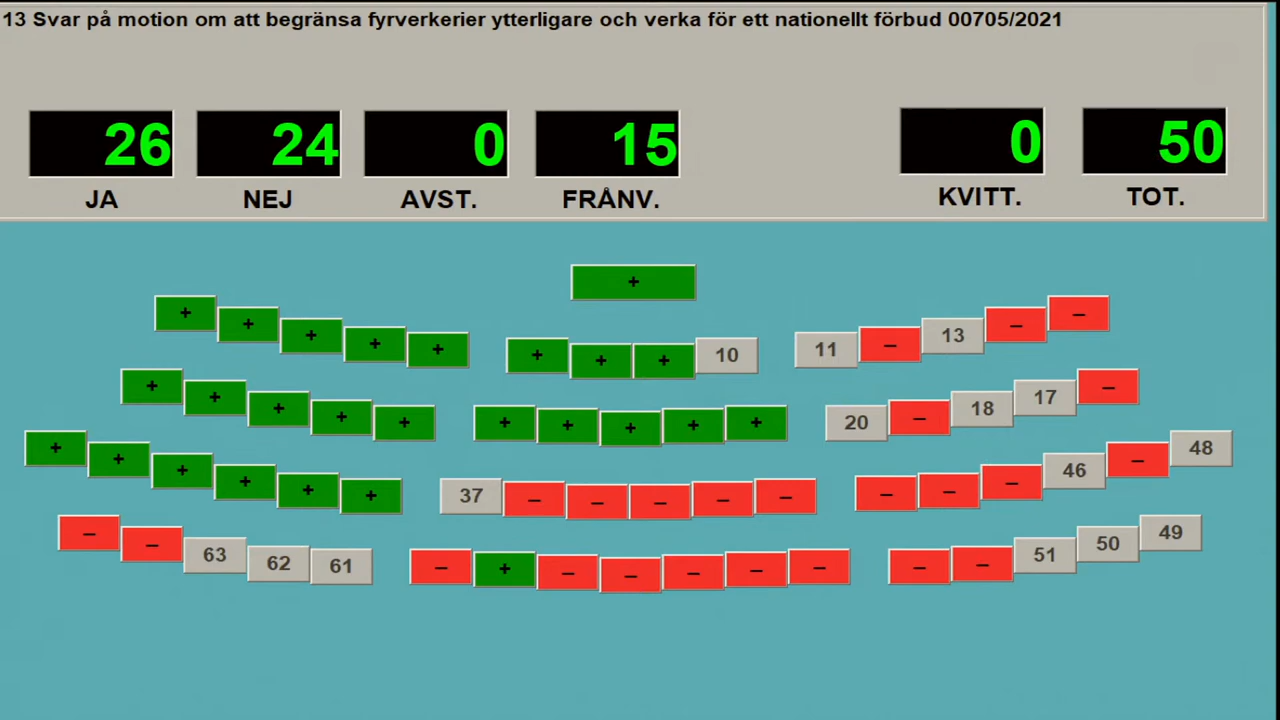 13 Svar på motion om att begränsa fyrverkerier ytterligare och verka för ett nationellt förbud 00705/2021
26 24 0 15 0 50
JA NEJ AVST. FRÅNV. KVITT. TOT.
+
+ + + + + + + + 10 11 − 13 − −
+ + + + + + + + + + 20 − 18 17 −
+ + + + + + 37 − − − − − − − − 46 − 48
− − 63 62 61 − + − − − − − − − 51 50 49